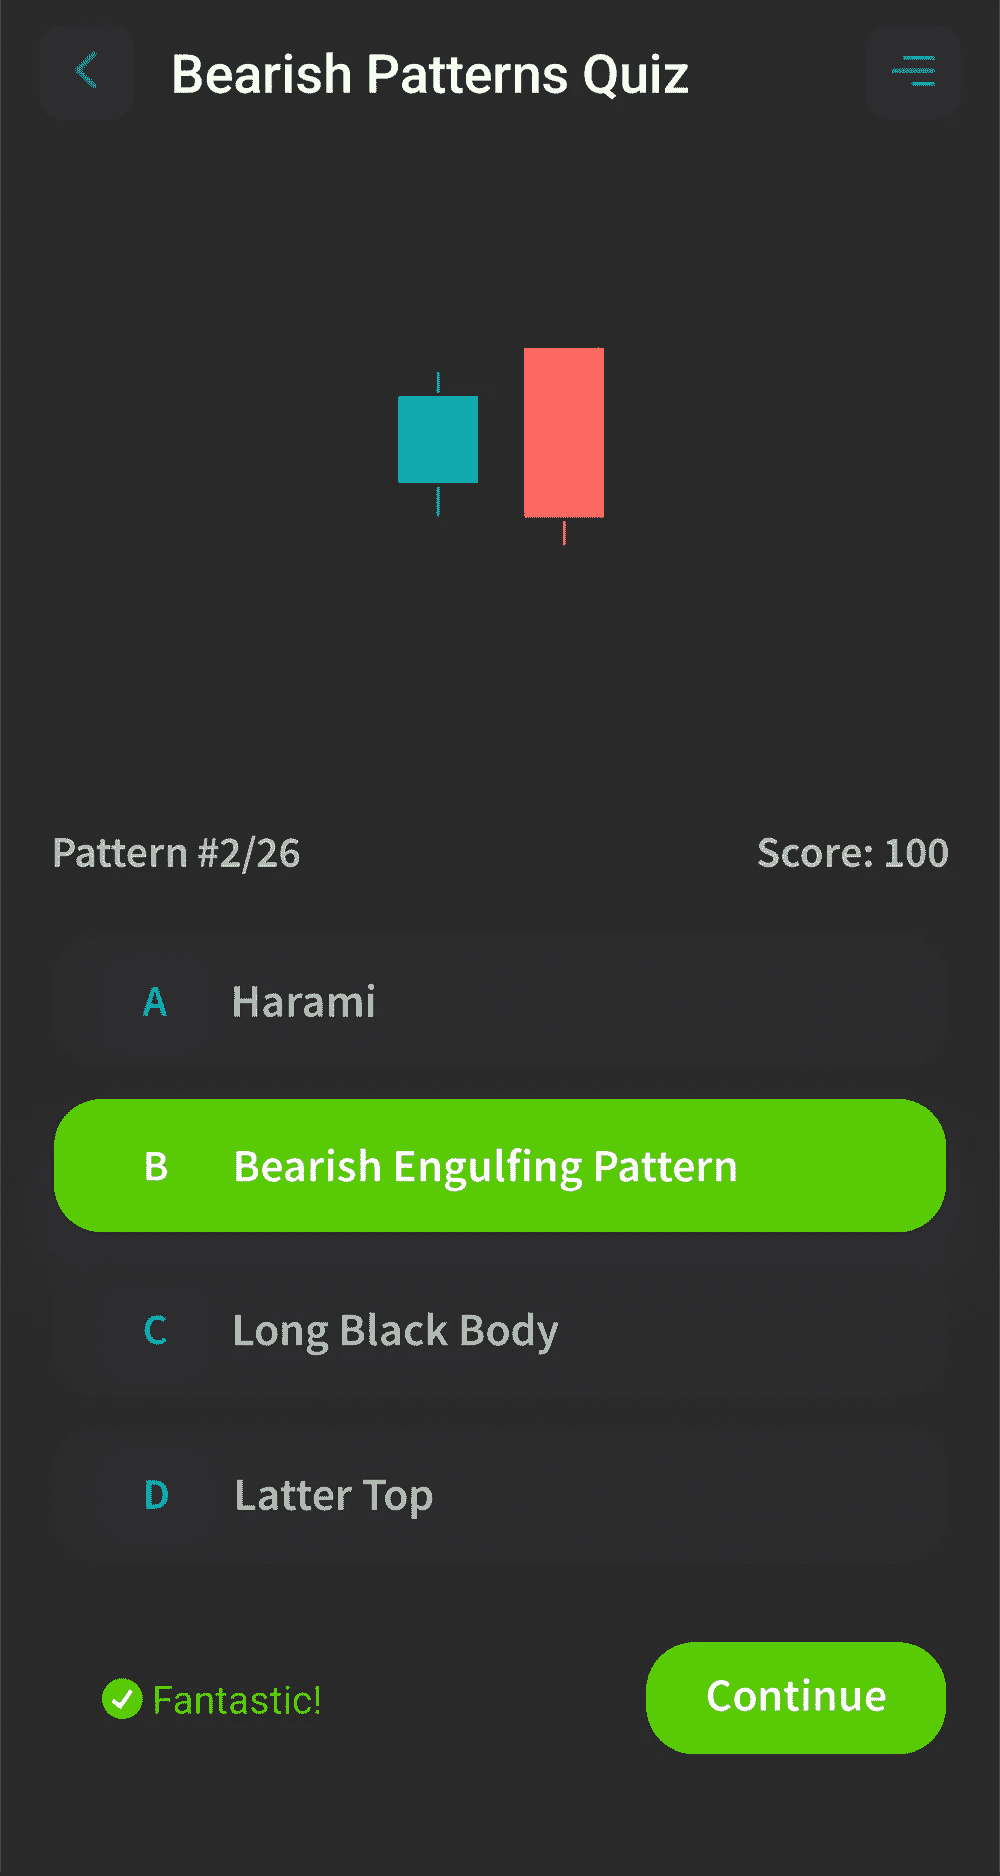 Bearish Patterns Quiz
Pattern #2/26
Score: 100
A Harami
B Bearish Engulfing Pattern
C Long Black Body
D Latter Top
Fantastic!
Continue